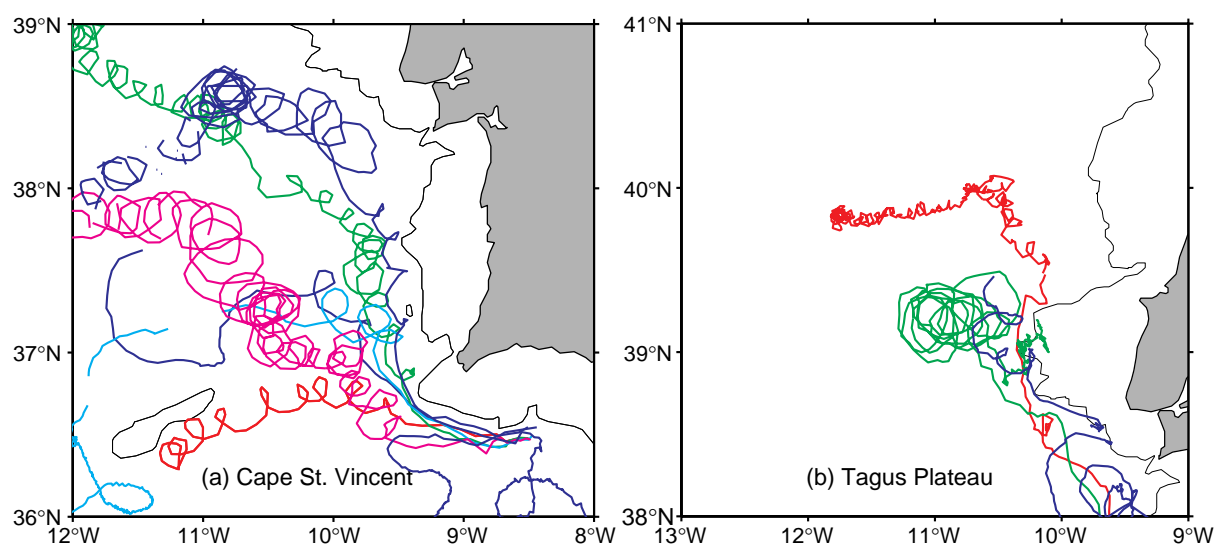 39°N
38°N
37°N
36°N
12°W 11°W 10°W 9°W 8°W
(a) Cape St. Vincent
41°N
40°N
39°N
38°N
13°W 12°W 11°W 10°W 9°W
(b) Tagus Plateau